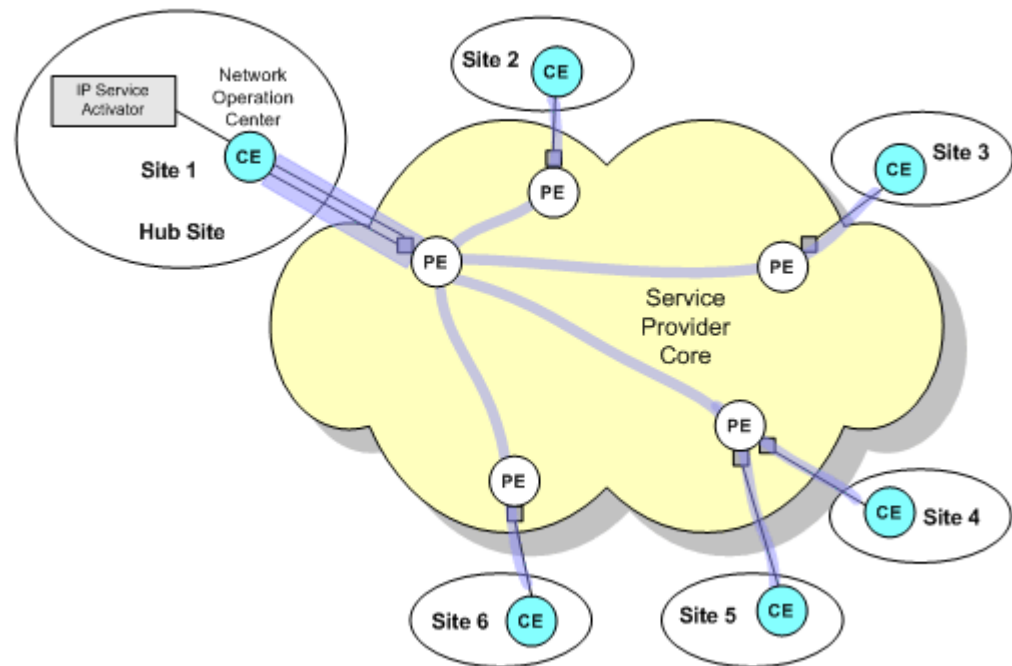 IP Service
Activator
Network
Operation
Center
CE
Site 1
Hub Site
Site 2
CE
PE
CE
Site 3
PE
PE
Service
Provider
Core
PE
PE
CE
Site 4
Site 5
CE
Site 6
CE